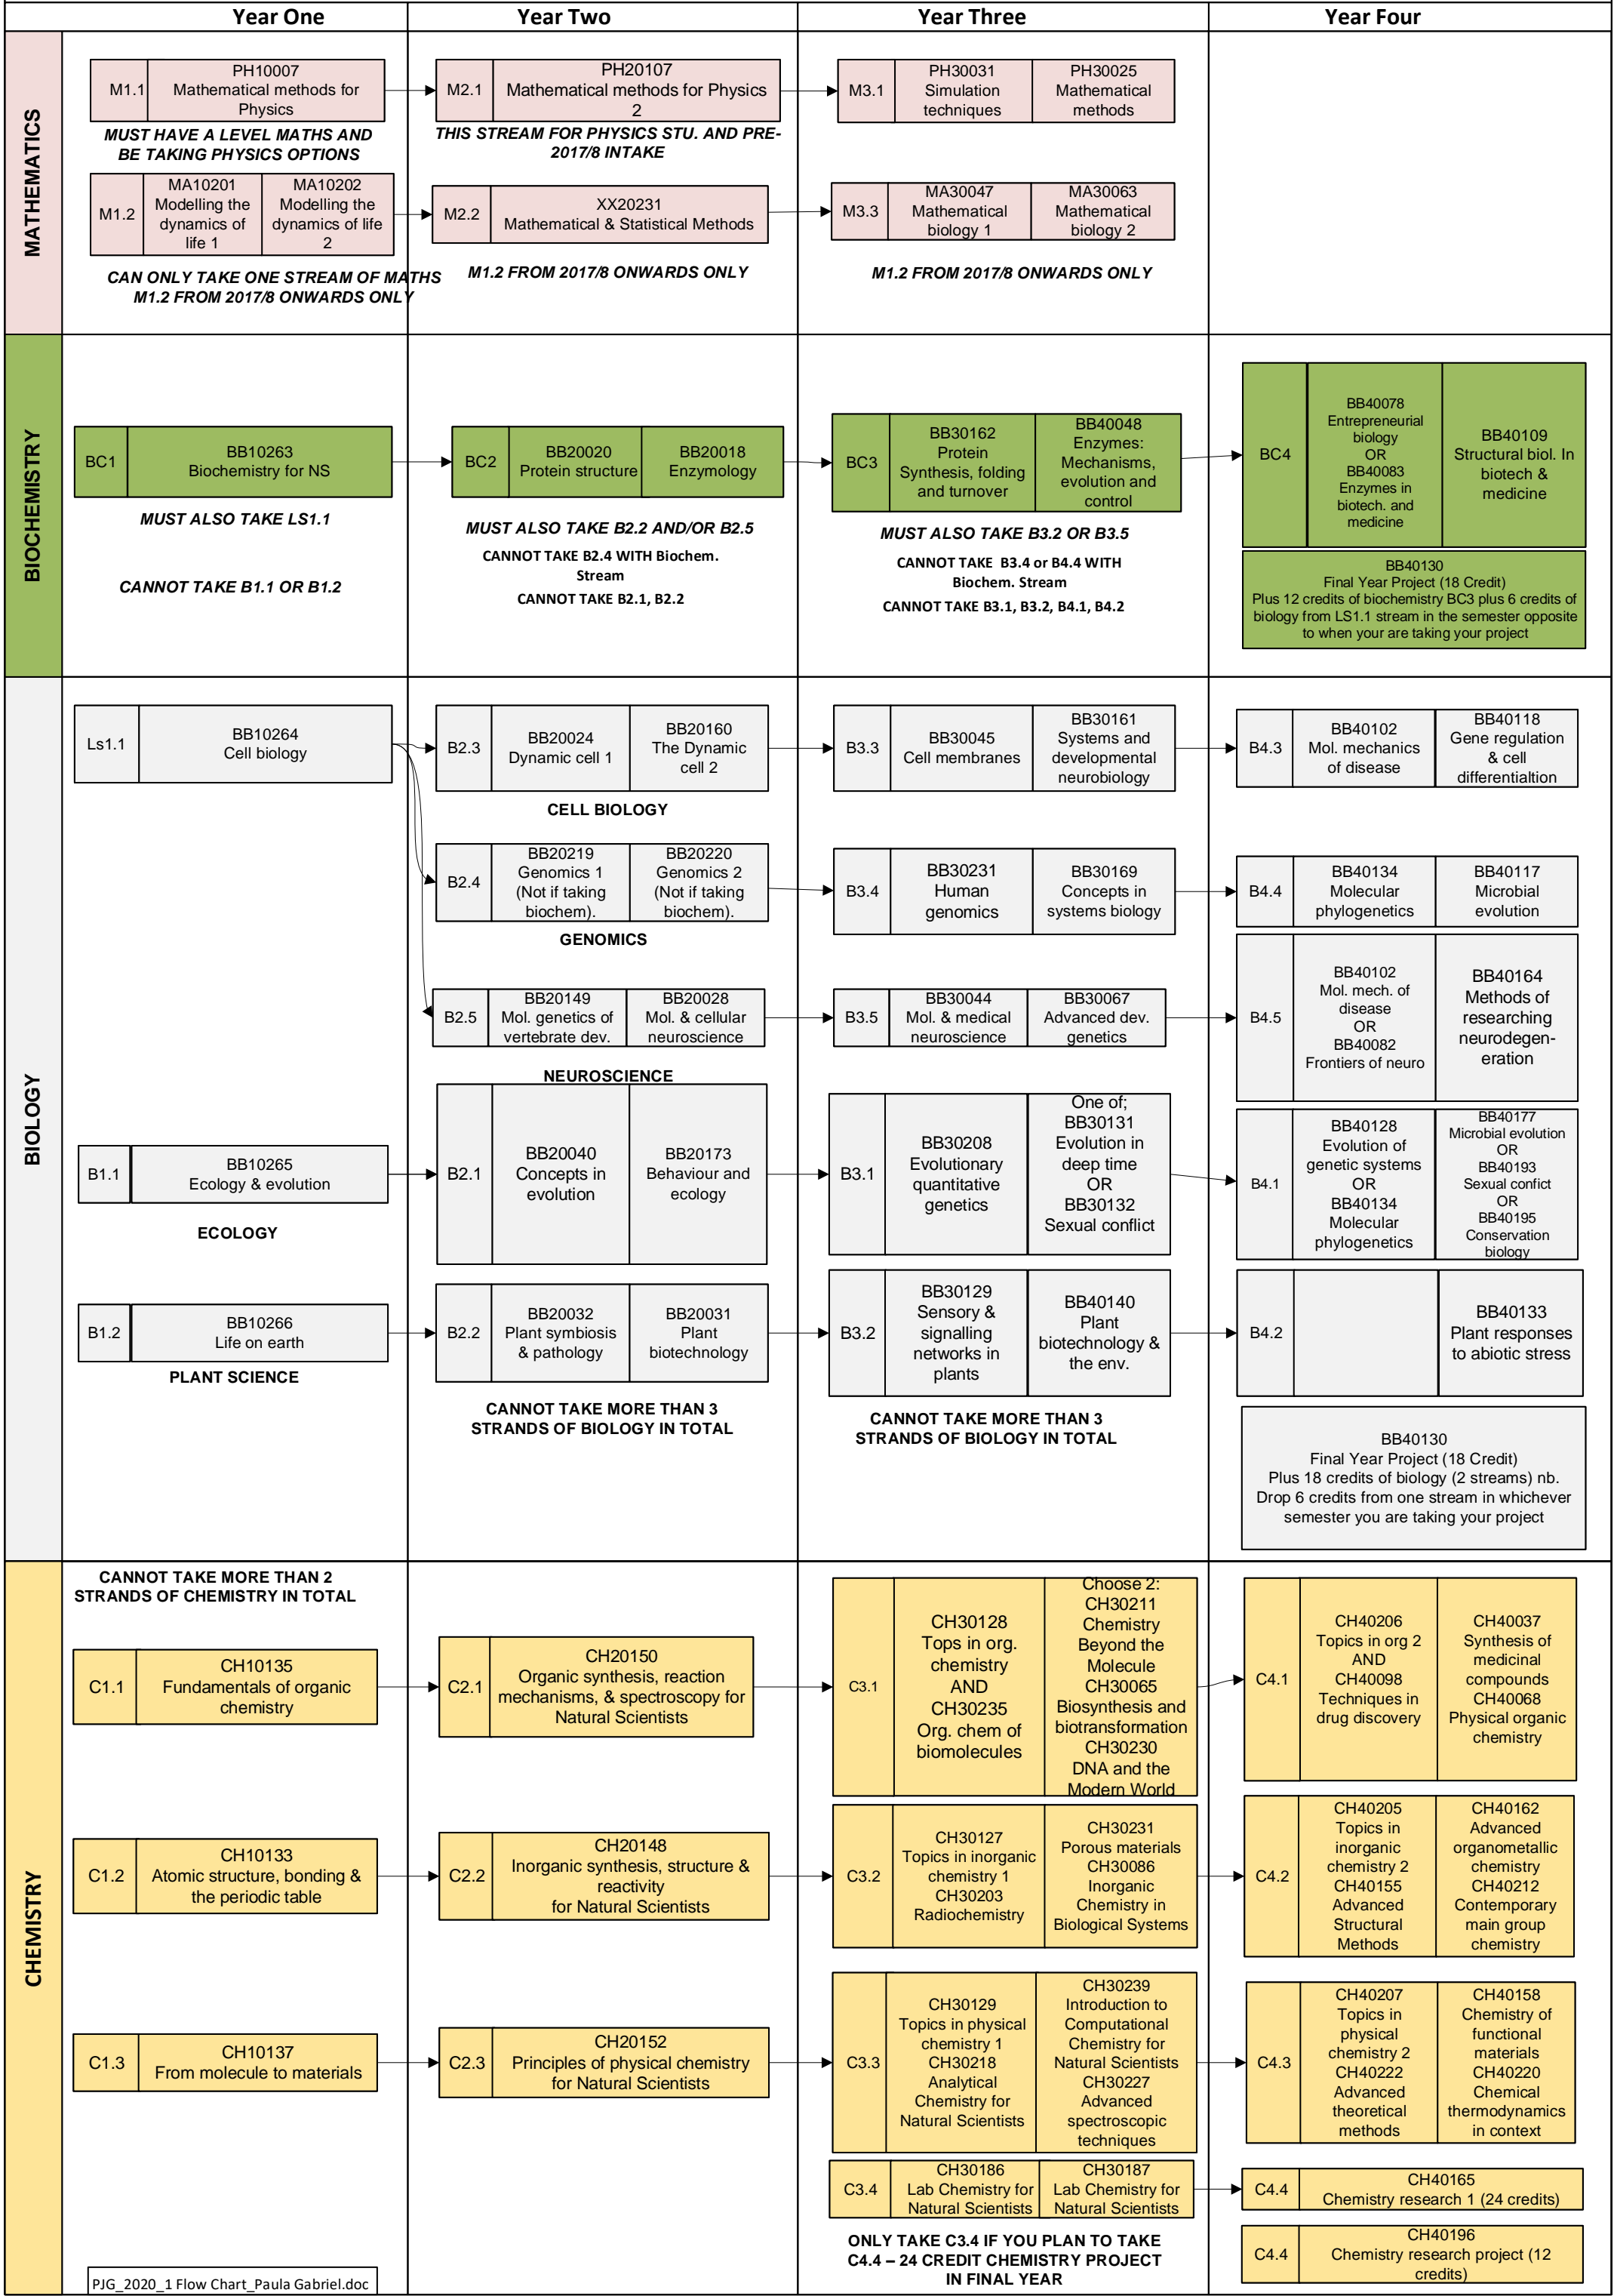 Year One
Year Two
Year Three
Year Four
MATHEMATICS
M1.1
PH10007
Mathematical methods for
Physics
MUST HAVE A LEVEL MATHS AND
BE TAKING PHYSICS OPTIONS
M2.1
PH20107
Mathematical methods for Physics
2
THIS STREAM FOR PHYSICS STU. AND PRE-
2017/8 INTAKE
M3.1
PH30031
Simulation
techniques
PH30025
Mathematical
methods
M1.2
MA10201
Modelling the
dynamics of
life 1
MA10202
Modelling the
dynamics of life
2
CAN ONLY TAKE ONE STREAM OF MATHS
M1.2 FROM 2017/8 ONWARDS ONLY
M2.2
XX20231
Mathematical & Statistical Methods
M1.2 FROM 2017/8 ONWARDS ONLY
M3.3
MA30047
Mathematical
biology 1
MA30063
Mathematical
biology 2
M1.2 FROM 2017/8 ONWARDS ONLY
BIOCHEMISTRY
BC1
BB10263
Biochemistry for NS
MUST ALSO TAKE LS1.1
CANNOT TAKE B1.1 OR B1.2
BC2
BB20020
Protein structure
BB20018
Enzymology
MUST ALSO TAKE B2.2 AND/OR B2.5
CANNOT TAKE B2.4 WITH Biochem.
Stream
CANNOT TAKE B2.1, B2.2
BC3
BB30162
Protein
Synthesis, folding
and turnover
BB40048
Enzymes:
Mechanisms,
evolution and
control
MUST ALSO TAKE B3.2 OR B3.5
CANNOT TAKE B3.4 or B4.4 WITH
Biochem. Stream
CANNOT TAKE B3.1, B3.2, B4.1, B4.2
BC4
BB40078
Entrepreneurial
biology
OR
BB40083
Enzymes in
biotech. and
medicine
BB40109
Structural biol. In
biotech &
medicine
BB40130
Final Year Project (18 Credit)
Plus 12 credits of biochemistry BC3 plus 6 credits of
biology from LS1.1 stream in the semester opposite
to when your are taking your project
BIOLOGY
Ls1.1
BB10264
Cell biology
B2.3
BB20024
Dynamic cell 1
BB20160
The Dynamic
cell 2
CELL BIOLOGY
B3.3
BB30045
Cell membranes
BB30161
Systems and
developmental
neurobiology
B4.3
BB40102
Mol. mechanics
of disease
BB40118
Gene regulation
& cell
differentialtion
B2.4
BB20219
Genomics 1
(Not if taking
biochem).
BB20220
Genomics 2
(Not if taking
biochem).
GENOMICS
B3.4
BB30231
Human
genomics
BB30169
Concepts in
systems biology
B4.4
BB40134
Molecular
phylogenetics
BB40117
Microbial
evolution
B2.5
BB20149
Mol. genetics of
vertebrate dev.
BB20028
Mol. & cellular
neuroscience
NEUROSCIENCE
B3.5
BB30044
Mol. & medical
neuroscience
BB30067
Advanced dev.
genetics
B4.5
BB40102
Mol. mech. of
disease
OR
BB40082
Frontiers of neuro
BB40164
Methods of
researching
neurodegen-
eration
B1.1
BB10265
Ecology & evolution
ECOLOGY
B2.1
BB20040
Concepts in
evolution
BB20173
Behaviour and
ecology
B3.1
BB30208
Evolutionary
quantitative
genetics
One of;
BB30131
Evolution in
deep time
OR
BB30132
Sexual conflict
B4.1
BB40128
Evolution of
genetic systems
OR
BB40134
Molecular
phylogenetics
BB40177
Microbial evolution
OR
BB40193
Sexual confict
OR
BB40195
Conservation
biology
B1.2
BB10266
Life on earth
PLANT SCIENCE
B2.2
BB20032
Plant symbiosis
& pathology
BB20031
Plant
biotechnology
CANNOT TAKE MORE THAN 3
STRANDS OF BIOLOGY IN TOTAL
B3.2
BB30129
Sensory &
signalling
networks in
plants
BB40140
Plant
biotechnology &
the env.
CANNOT TAKE MORE THAN 3
STRANDS OF BIOLOGY IN TOTAL
B4.2
BB40133
Plant responses
to abiotic stress
BB40130
Final Year Project (18 Credit)
Plus 18 credits of biology (2 streams) nb.
Drop 6 credits from one stream in whichever
semester you are taking your project
CHEMISTRY
CANNOT TAKE MORE THAN 2
STRANDS OF CHEMISTRY IN TOTAL
C1.1
CH10135
Fundamentals of organic
chemistry
C2.1
CH20150
Organic synthesis, reaction
mechanisms, & spectroscopy for
Natural Scientists
C3.1
CH30128
Tops in org.
chemistry
AND
CH30235
Org. chem of
biomolecules
Choose 2:
CH30211
Chemistry
Beyond the
Molecule
CH30065
Biosynthesis and
biotransformation
CH30230
DNA and the
Modern World
C4.1
CH40206
Topics in org 2
AND
CH40098
Techniques in
drug discovery
CH40037
Synthesis of
medicinal
compounds
CH40068
Physical organic
chemistry
C1.2
CH10133
Atomic structure, bonding &
the periodic table
C2.2
CH20148
Inorganic synthesis, structure &
reactivity
for Natural Scientists
C3.2
CH30127
Topics in inorganic
chemistry 1
CH30203
Radiochemistry
CH30231
Porous materials
CH30086
Inorganic
Chemistry in
Biological Systems
C4.2
CH40205
Topics in
inorganic
chemistry 2
CH40155
Advanced
Structural
Methods
CH40162
Advanced
organometallic
chemistry
CH40212
Contemporary
main group
chemistry
C1.3
CH10137
From molecule to materials
C2.3
CH20152
Principles of physical chemistry
for Natural Scientists
C3.3
CH30129
Topics in physical
chemistry 1
CH30218
Analytical
Chemistry for
Natural Scientists
CH30239
Introduction to
Computational
Chemistry for
Natural Scientists
CH30227
Advanced
spectroscopic
techniques
C4.3
CH40207
Topics in
physical
chemistry 2
CH40222
Advanced
theoretical
methods
CH40158
Chemistry of
functional
materials
CH40220
Chemical
thermodynamics
in context
C3.4
CH30186
Lab Chemistry for
Natural Scientists
CH30187
Lab Chemistry for
Natural Scientists
C4.4
CH40165
Chemistry research 1 (24 credits)
ONLY TAKE C3.4 IF YOU PLAN TO TAKE
C4.4 – 24 CREDIT CHEMISTRY PROJECT
IN FINAL YEAR
C4.4
CH40196
Chemistry research project (12
credits)
PJG_2020_1 Flow Chart_Paula Gabriel.doc